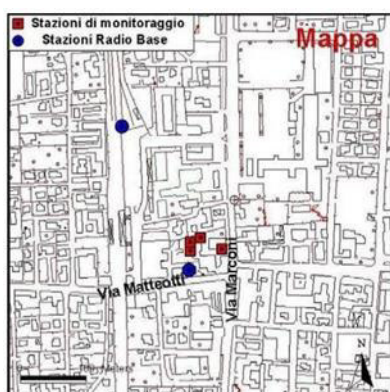 Stazioni di monitoraggio
Stazioni Radio Base
Mappa
Via Matteotti
Via Marconi
N